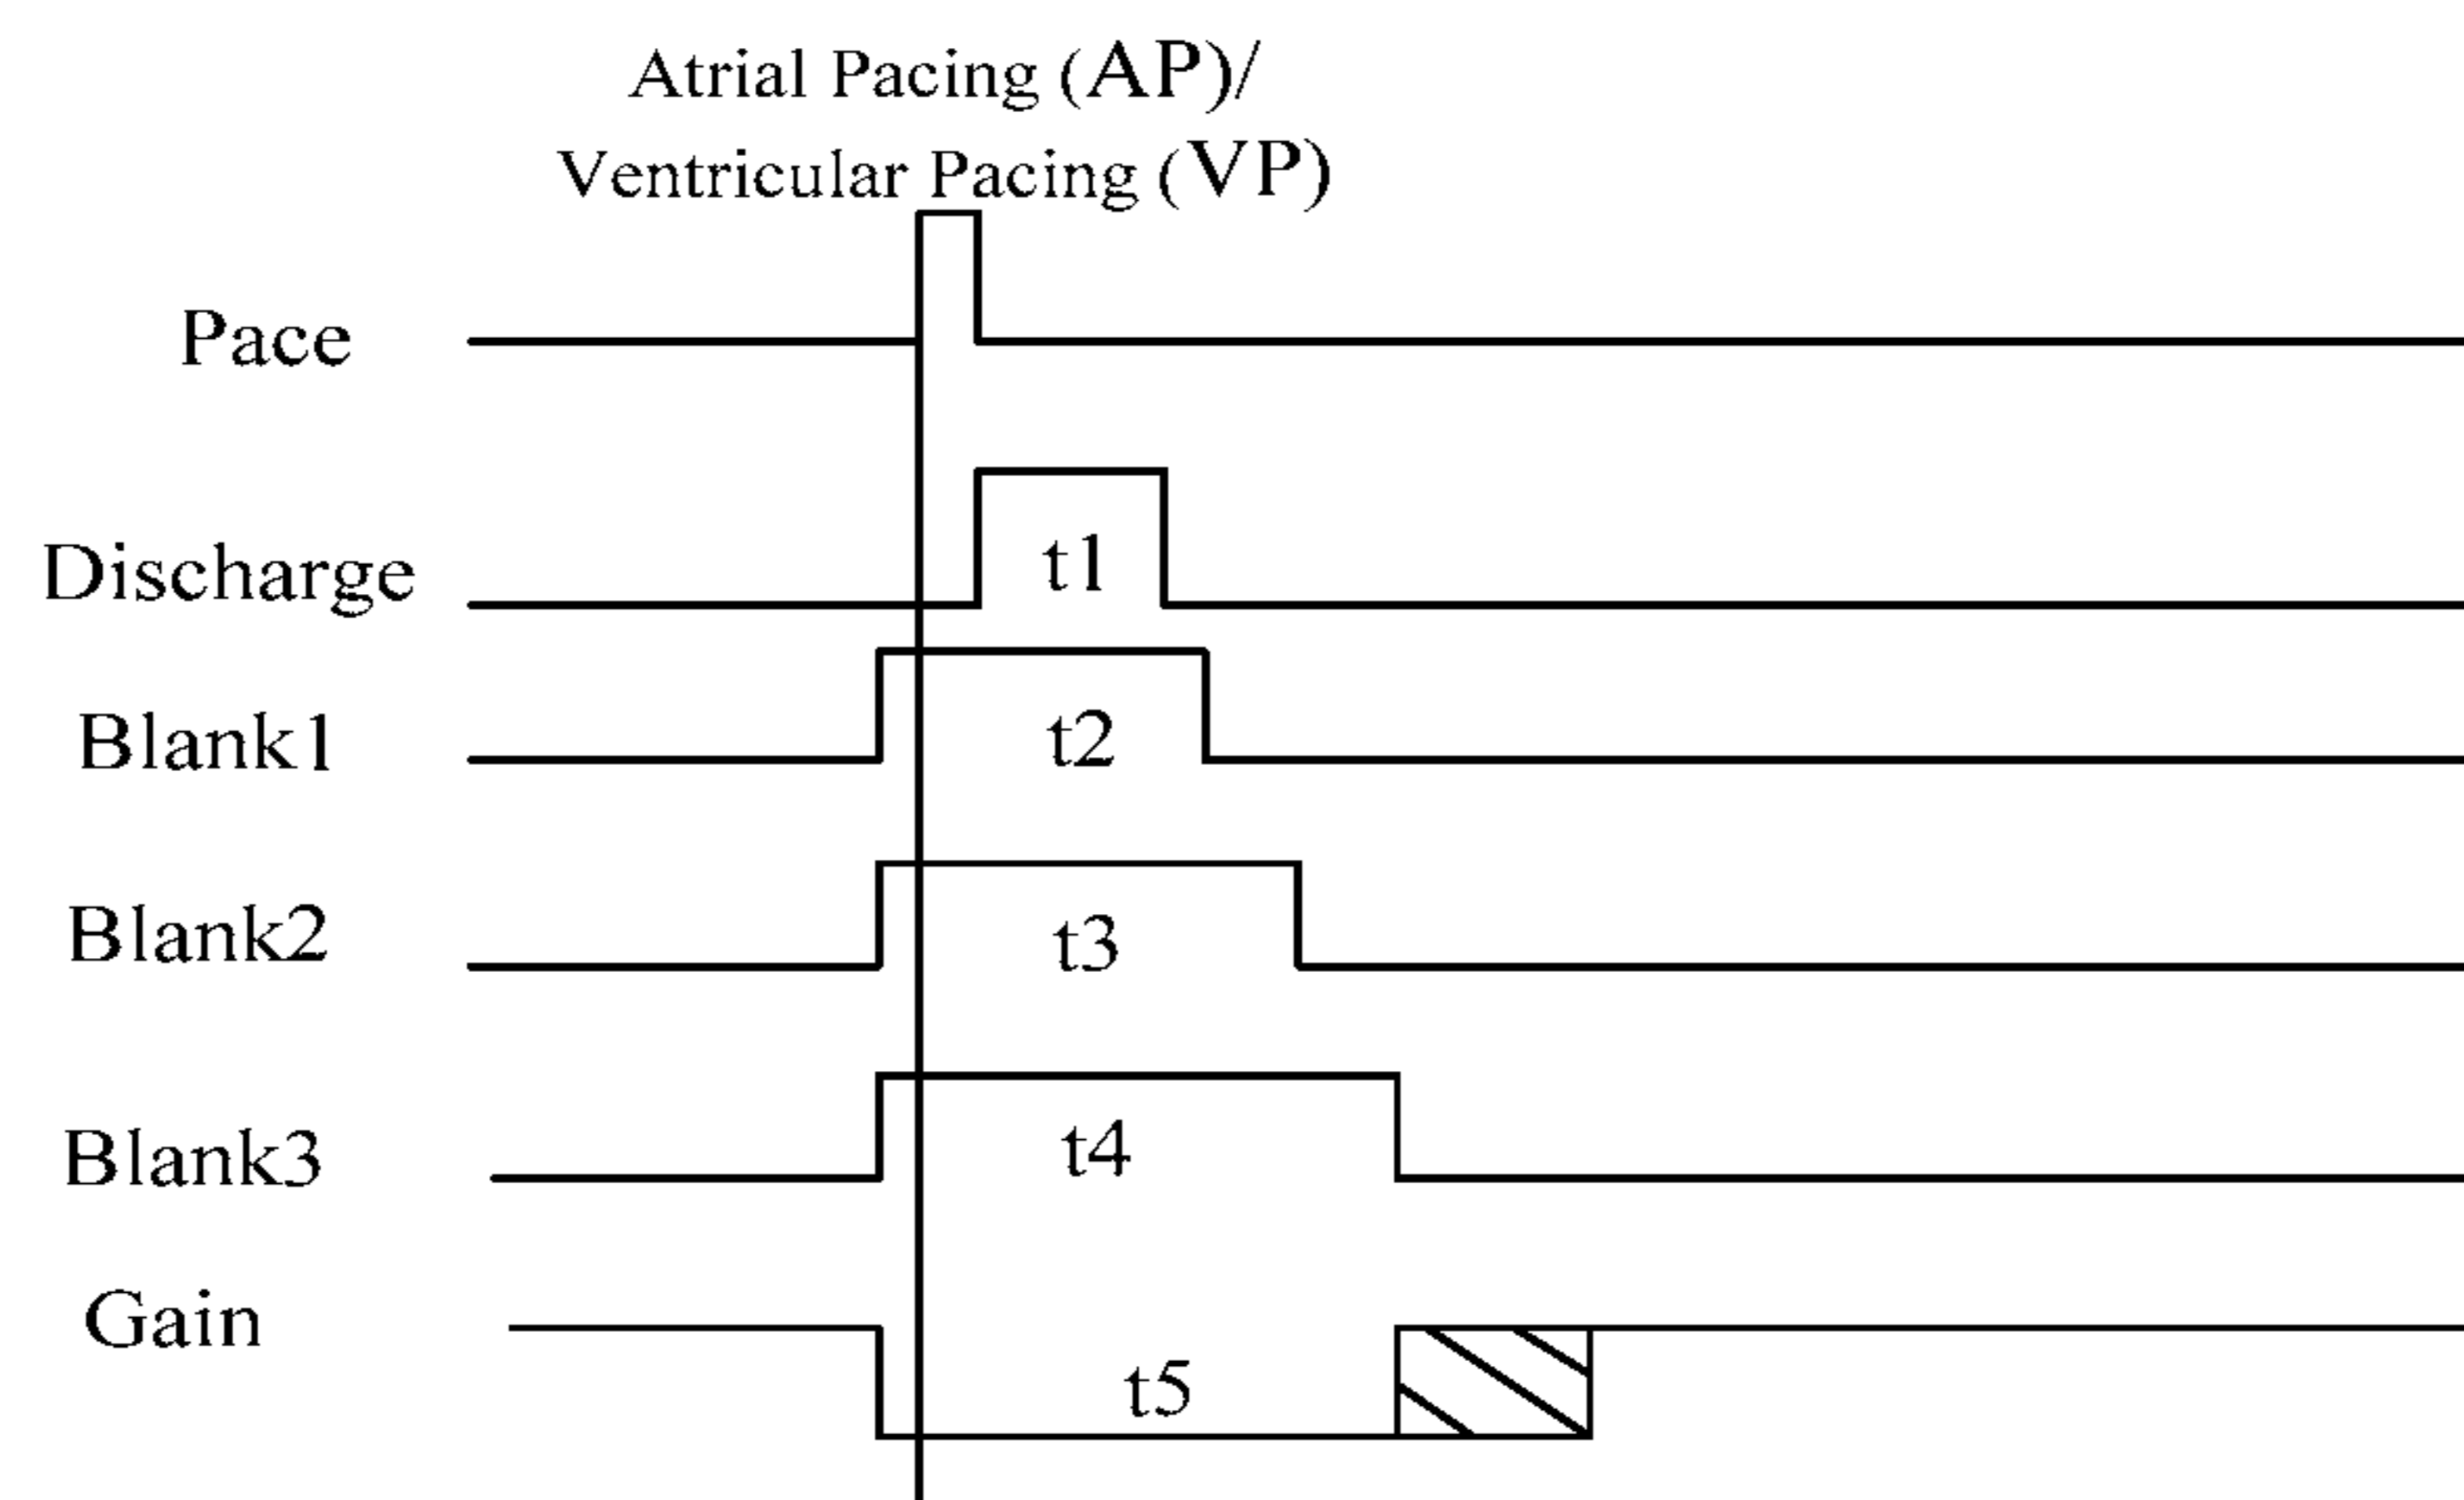 Atrial Pacing (AP)/
Ventricular Pacing (VP)
Pace
Discharge
t1
Blank1
t2
Blank2
t3
Blank3
t4
Gain
t5